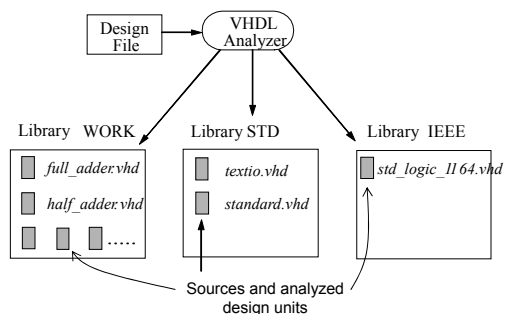 Design
File
VHDL
Analyzer
Library WORK
Library STD
Library IEEE
full_adder.vhd
half_adder.vhd
.....
textio.vhd
standard.vhd
std_logic_1164.vhd
Sources and analyzed
design units